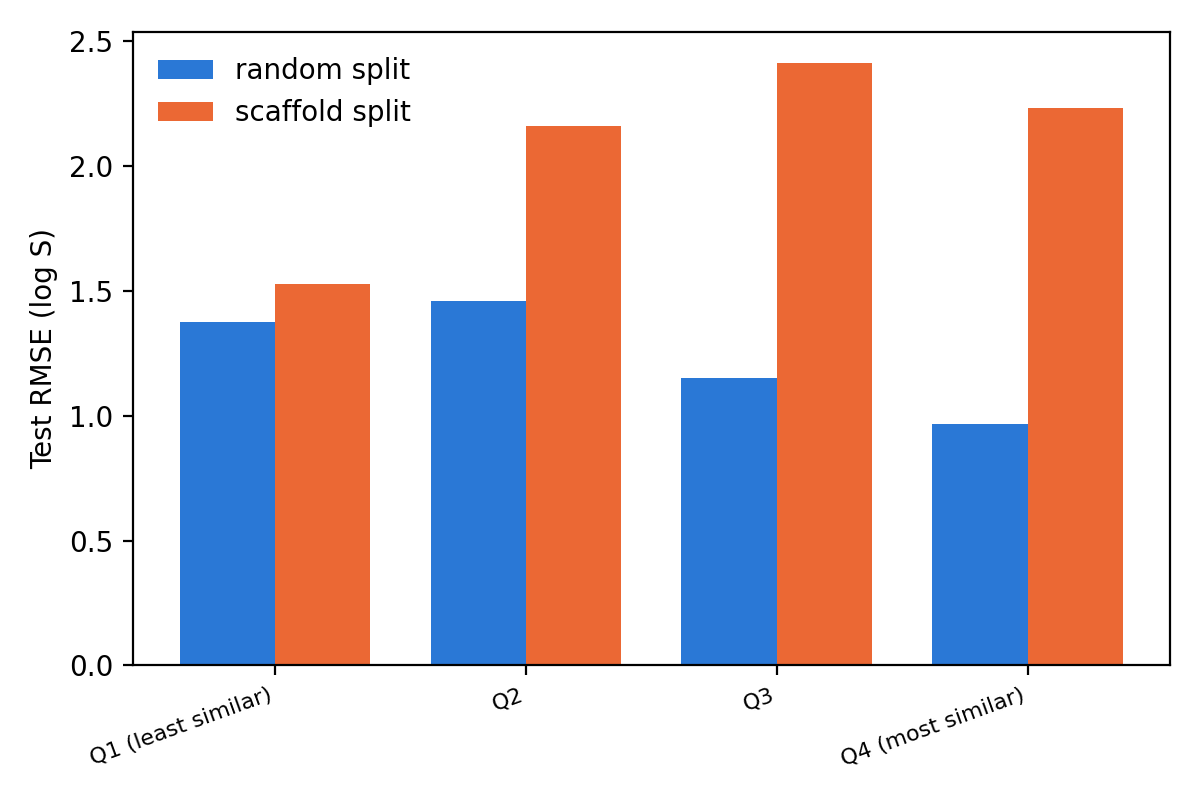 2.5
2.0
1.5
1.0
0.5
0.0
Test RMSE (log S)
random split
scaffold split
Q1 (least similar)
Q2
Q3
Q4 (most similar)